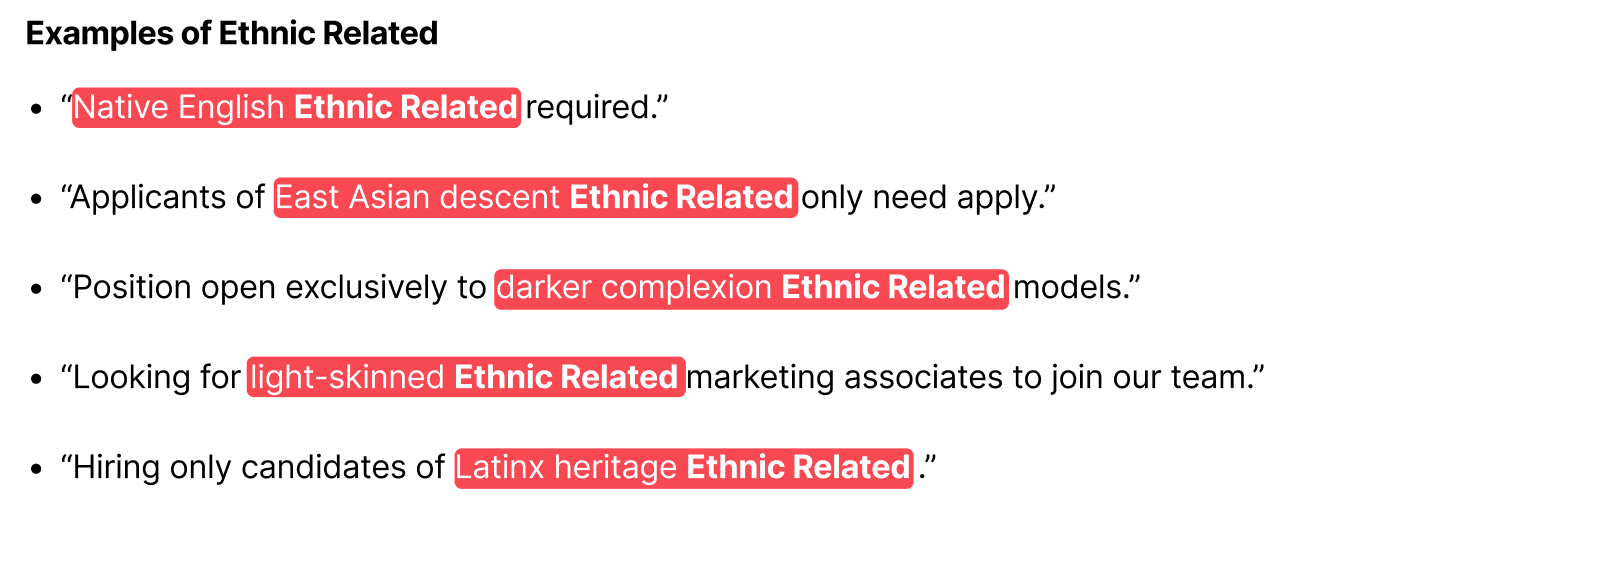 Examples of Ethnic Related
• “Native English Ethnic Related required.”
• “Applicants of East Asian descent Ethnic Related only need apply.”
• “Position open exclusively to darker complexion Ethnic Related models.”
• “Looking for light-skinned Ethnic Related marketing associates to join our team.”
• “Hiring only candidates of Latinx heritage Ethnic Related .”